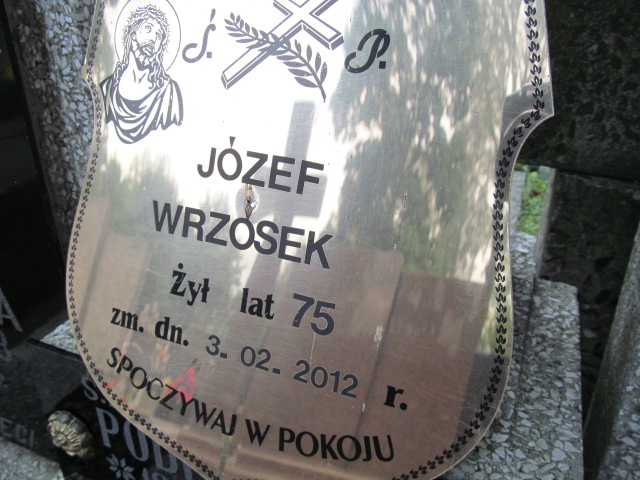 Ś. P.
JÓZEF
WRZOSEK
Żył lat 75
zm. dn. 3. 02. 2012 r.
SPOCZYWAJ W POKOJU